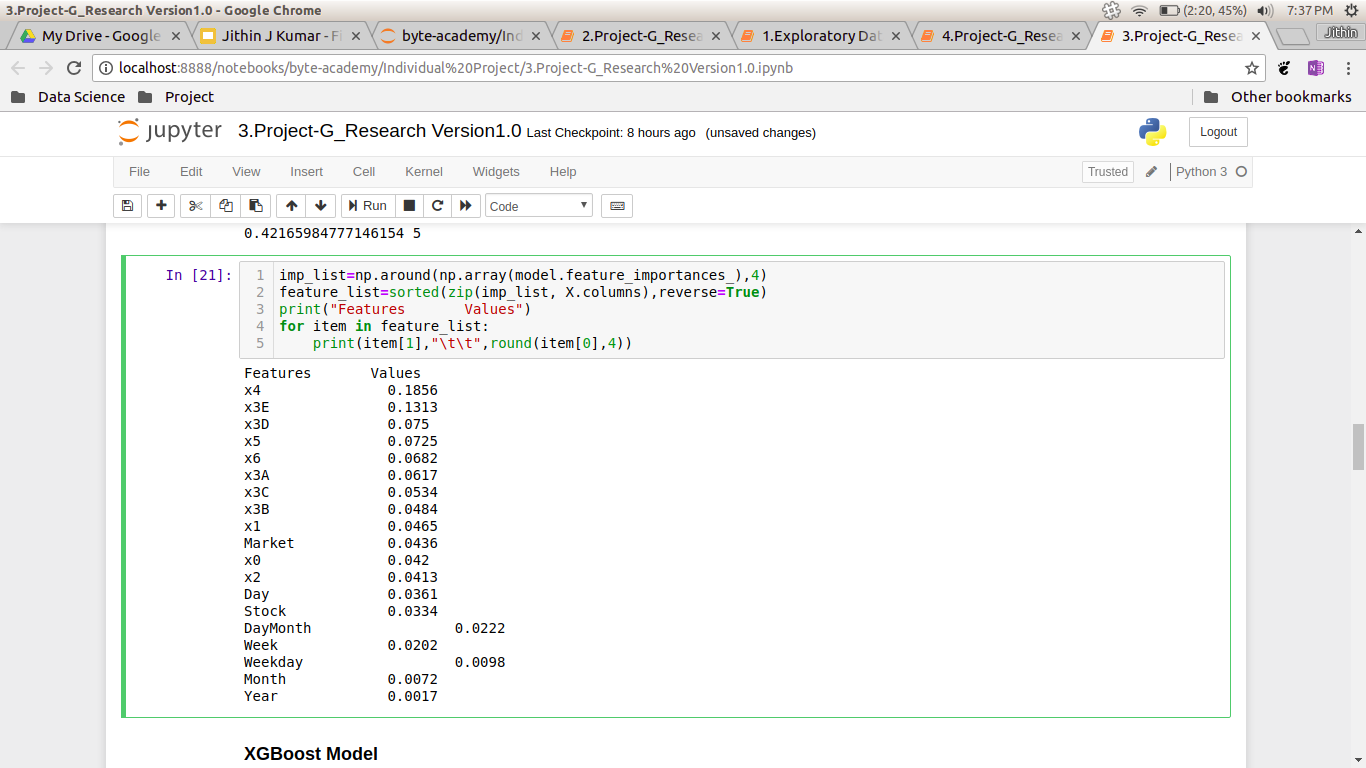 3.Project-G_Research Version1.0 - Google Chrome
(2:20, 45%)
7:37 PM
My Drive - Google
Jithin J Kumar - Fi
byte-academy/Ind
2.Project-G_Resea
1.Exploratory Dat
4.Project-G_Resea
3.Project-G_Resea
Jithin
localhost:8888/notebooks/byte-academy/Individual%20Project/3.Project-G_Research%20Version1.0.ipynb
Data Science
Project
Other bookmarks
jupyter 3.Project-G_Research Version1.0 Last Checkpoint: 8 hours ago (unsaved changes)
Logout
File Edit View Insert Cell Kernel Widgets Help
Trusted
Python 3
Run
Code
0.42165984777146154 5
In [21]:
1 imp_list=np.around(np.array(model.feature_importances_),4)
2 feature_list=sorted(zip(imp_list, X.columns),reverse=True)
3 print("Features       Values")
4 for item in feature_list:
5     print(item[1],"\t\t",round(item[0],4))
Features       Values
x4 0.1856
x3E 0.1313
x3D 0.075
x5 0.0725
x6 0.0682
x3A 0.0617
x3C 0.0534
x3B 0.0484
x1 0.0465
Market 0.0436
x0 0.042
x2 0.0413
Day 0.0361
Stock 0.0334
DayMonth 0.0222
Week 0.0202
Weekday 0.0098
Month 0.0072
Year 0.0017
XGBoost Model